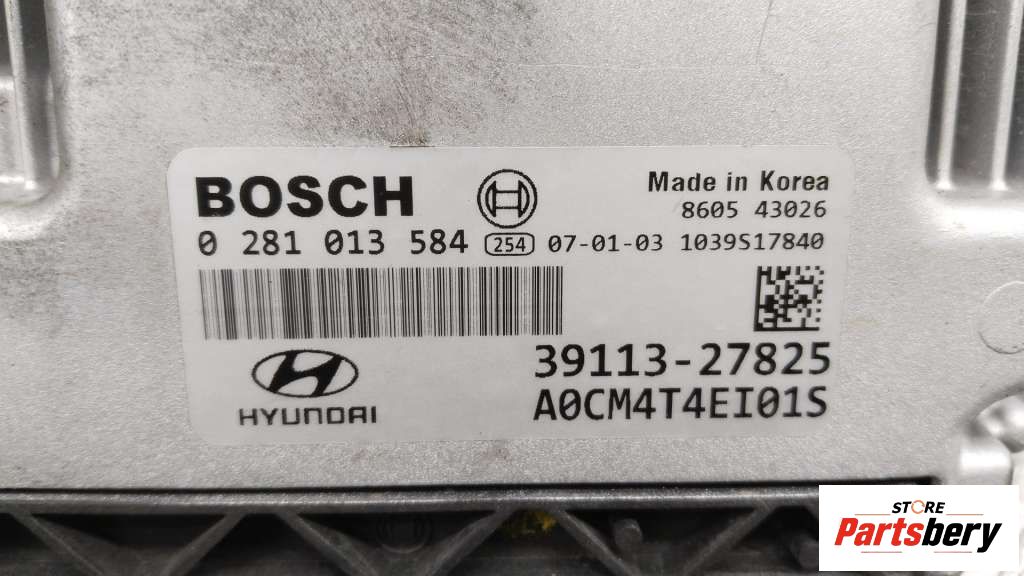 BOSCH
Made in Korea
8605 43026
0 281 013 584 254 07-01-03 1039S17840
39113-27825
HYUNDAI
A0CM4T4EI01S
STORE
Partsbery